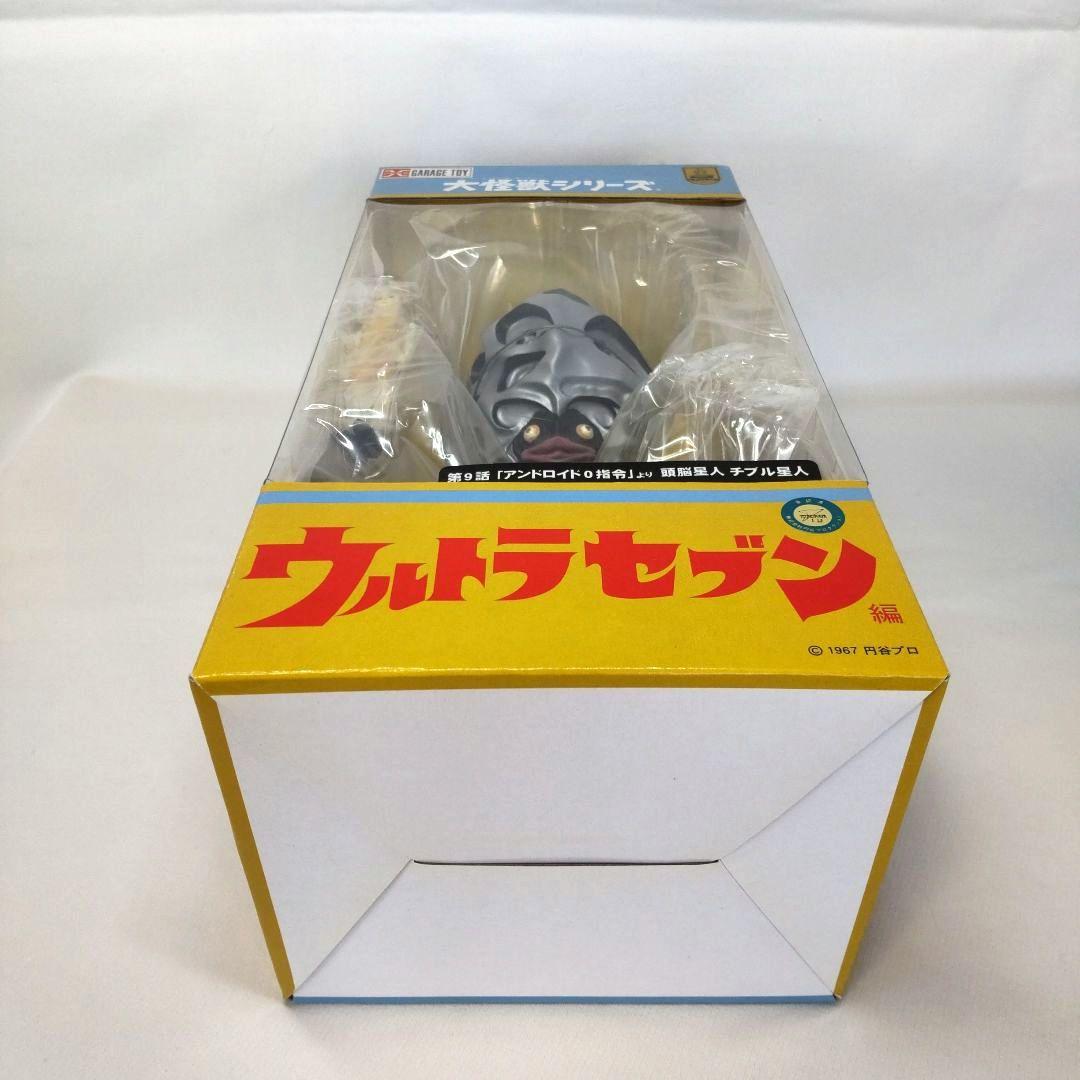 GARAGE TOY
大怪獣シリーズ
第9話「アンドロイド0指令」より 頭脳星人 チブル星人
ウルトラセブン編
© 1967 円谷プロ